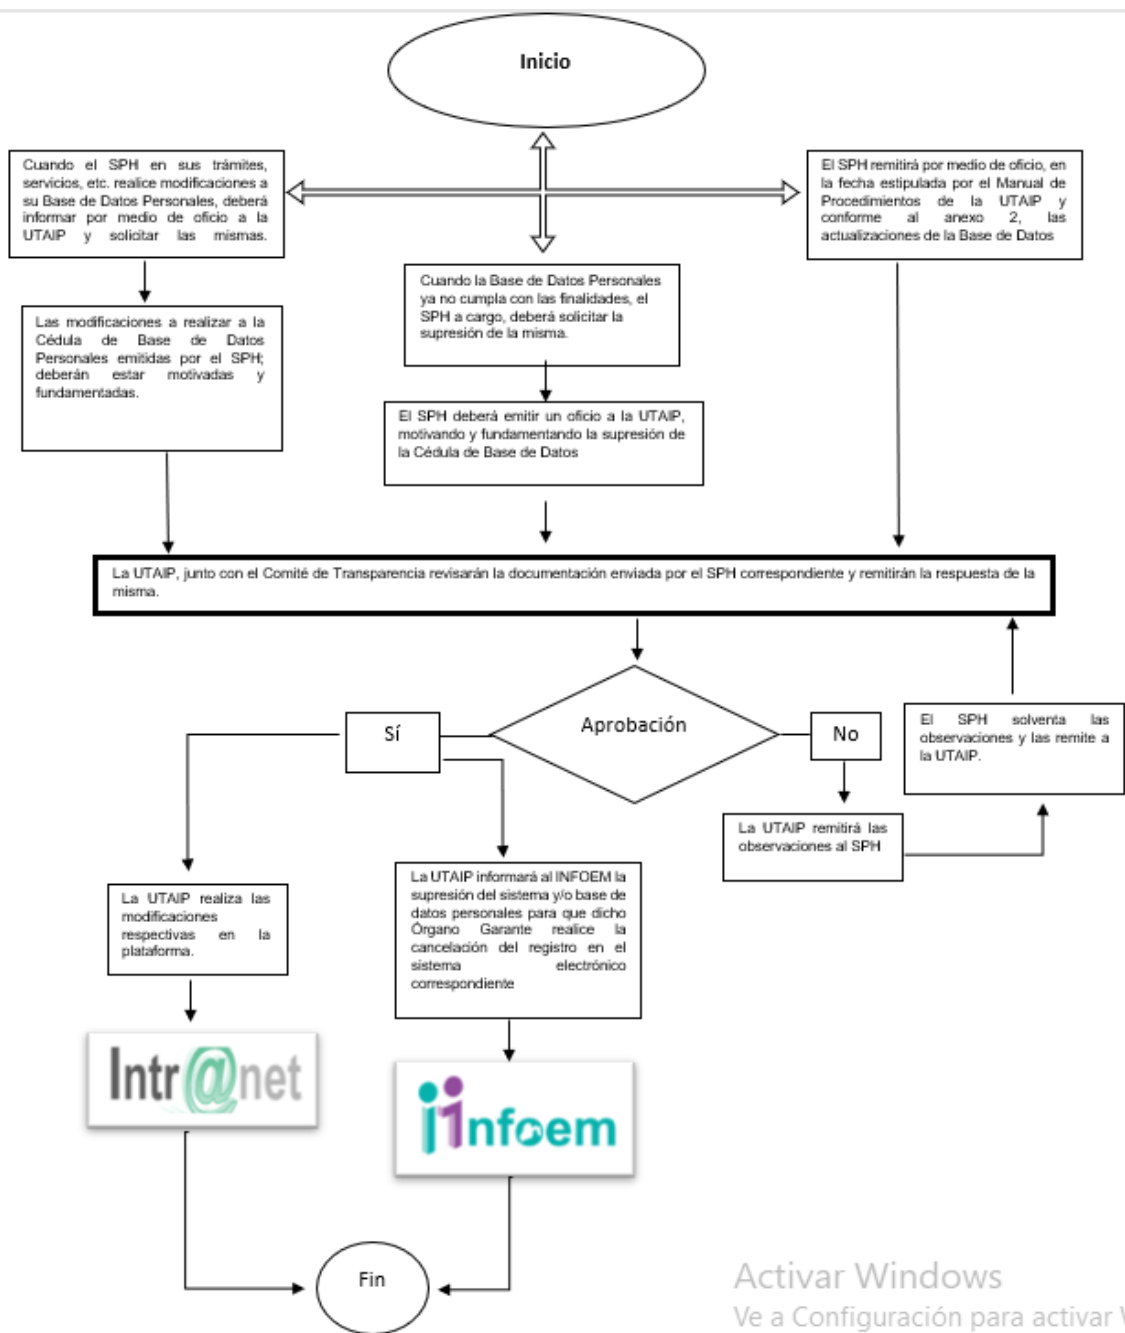 Inicio
Cuando el SPH en sus trámites,
servicios, etc. realice modificaciones a
su Base de Datos Personales, deberá
informar por medio de oficio a la
UTAIP y solicitar las mismas.
El SPH remitirá por medio de oficio, en
la fecha estipulada por el Manual de
Procedimientos de la UTAIP y
conforme al anexo 2, las
actualizaciones de la Base de Datos
Cuando la Base de Datos Personales
ya no cumpla con las finalidades, el
SPH a cargo, deberá solicitar la
supresión de la misma.
Las modificaciones a realizar a la
Cédula de Base de Datos
Personales emitidas por el SPH;
deberán estar motivadas y
fundamentadas.
El SPH deberá emitir un oficio a la UTAIP,
motivando y fundamentando la supresión de
la Cédula de Base de Datos
La UTAIP, junto con el Comité de Transparencia revisarán la documentación enviada por el SPH correspondiente y remitirán la respuesta de la
misma.
Aprobación
Sí
No
El SPH solventa las
observaciones y las remite a
la UTAIP.
La UTAIP remitirá las
observaciones al SPH
La UTAIP realiza las
modificaciones
respectivas en la
plataforma.
La UTAIP informará al INFOEM la
supresión del sistema y/o base de
datos personales para que dicho
Órgano Garante realice la
cancelación del registro en el
sistema electrónico
correspondiente
Intr@net
infoem
Fin
Activar Windows
Ve a Configuración para activar W